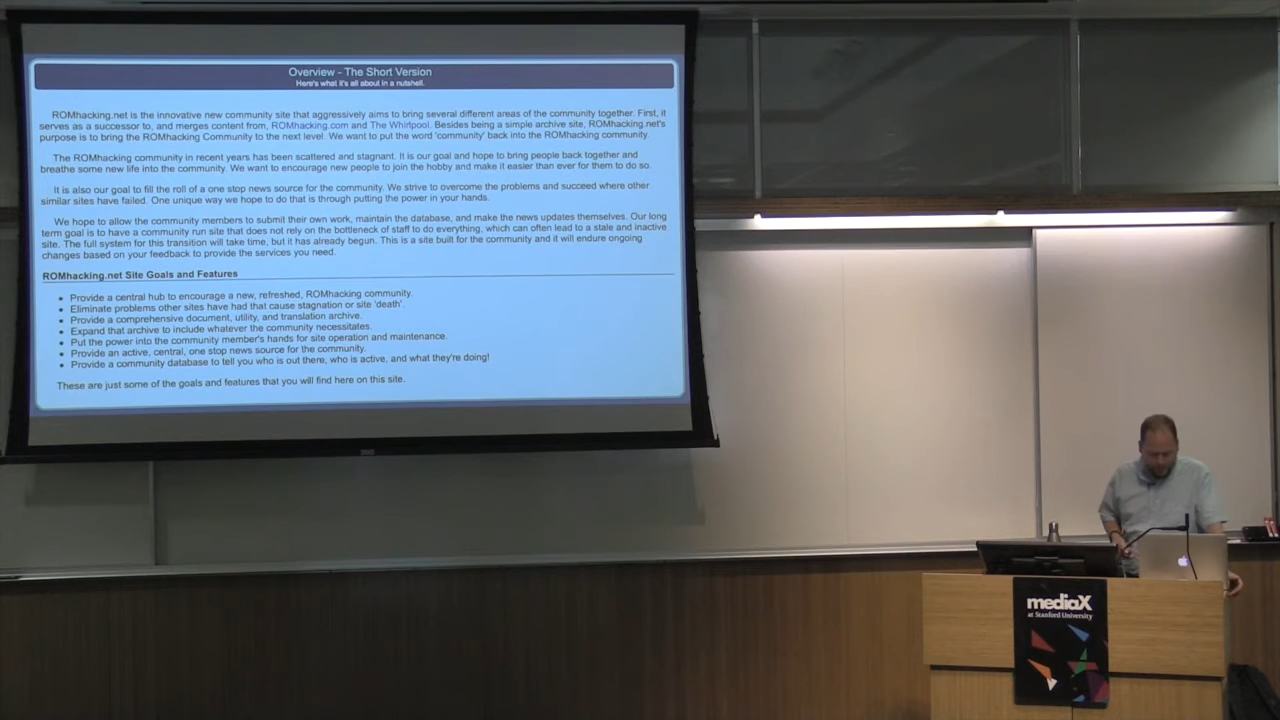 Overview - The Short Version
Here's what it's all about in a nutshell.
ROMhacking.net is the innovative new community site that aggressively aims to bring several different areas of the community together. First, it
serves as a successor to, and merges content from, ROMhacking.com and The Whirlpool. Besides being a simple archive site, ROMhacking.net's
purpose is to bring the ROMhacking Community to the next level. We want to put the word 'community' back into the ROMhacking community.
The ROMhacking community in recent years has been scattered and stagnant. It is our goal and hope to bring people back together and
breathe some new life into the community. We want to encourage new people to join the hobby and make it easier than ever for them to do so.
It is also our goal to fill the roll of a one stop news source for the community. We strive to overcome the problems and succeed where other
similar sites have failed. One unique way we hope to do that is through putting the power in your hands.
We hope to allow the community members to submit their own work, maintain the database, and make the news updates themselves. Our long
term goal is to have a community run site that does not rely on the bottleneck of staff to do everything, which can often lead to a stale and inactive
site. The full system for this transition will take time, but it has already begun. This is a site built for the community and it will endure ongoing
changes based on your feedback to provide the services you need.
ROMhacking.net Site Goals and Features
• Provide a central hub to encourage a new, refreshed, ROMhacking community.
• Eliminate problems other sites have had that cause stagnation or site 'death'.
• Provide a comprehensive document, utility, and translation archive.
• Expand that archive to include whatever the community necessitates.
• Put the power into the community member's hands for site operation and maintenance.
• Provide an active, central, one stop news source for the community.
• Provide a community database to tell you who is out there, who is active, and what they're doing!
These are just some of the goals and features that you will find here on this site.
mediaX
at Stanford University